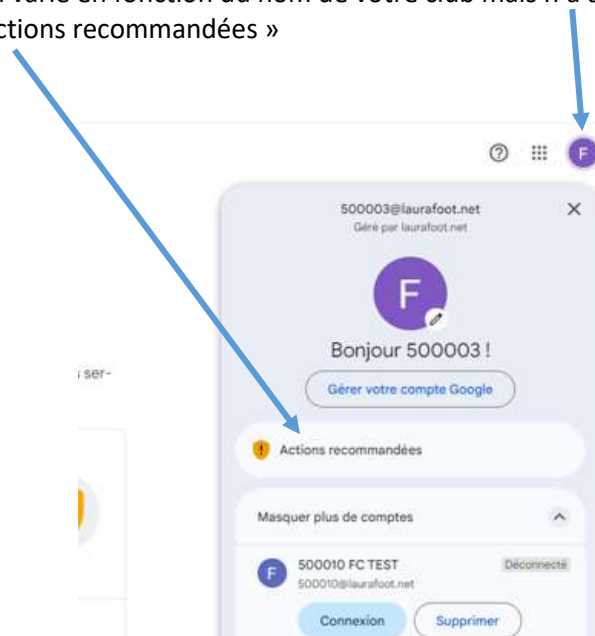 varie en fonction du nom de votre club mais n'a
ctions recommandées »
500003@laurafoot.net
Géré par laurafoot.net
F
F
Bonjour 500003 !
Gérer votre compte Google
ser-
Actions recommandées
Masquer plus de comptes
F
500010 FC TEST
Déconnecté
500010@laurafoot.net
Connexion
Supprimer